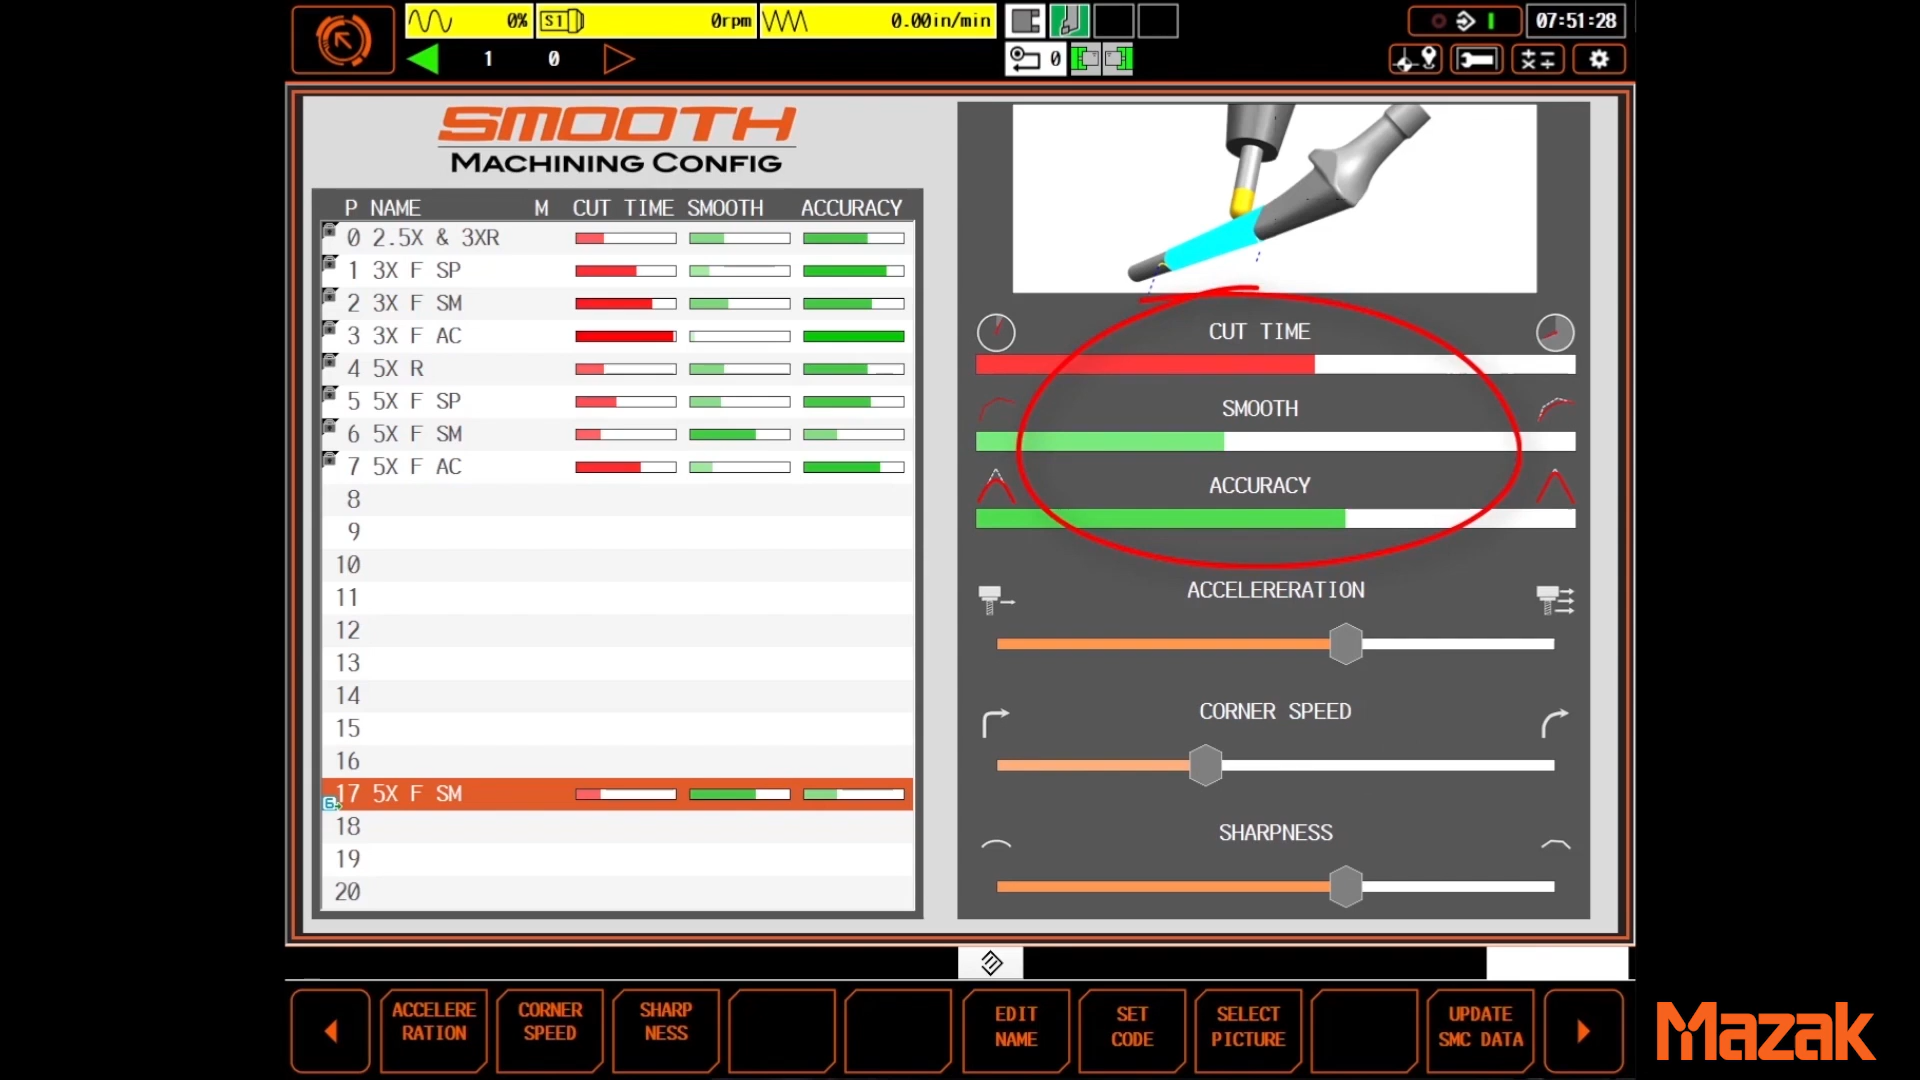 0% S1 0rpm 0.00in/min 07:51:28
1 0 0
SMOOTH
MACHINING CONFIG
P NAME M CUT TIME SMOOTH ACCURACY
0 2.5X & 3XR
1 3X F SP
2 3X F SM
3 3X F AC
4 5X R
5 5X F SP
6 5X F SM
7 5X F AC
8
9
10
11
12
13
14
15
16
6 17 5X F SM
18
19
20
CUT TIME
SMOOTH
ACCURACY
ACCELERERATION
CORNER SPEED
SHARPNESS
ACCELERE
RATION
CORNER
SPEED
SHARP
NESS
EDIT
NAME
SET
CODE
SELECT
PICTURE
UPDATE
SMC DATA
Mazak